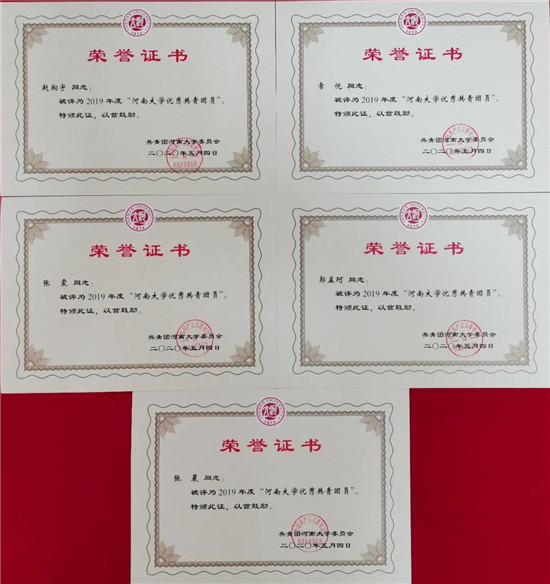 荣誉证书
赵翔宇 同志：
被评为2019年度“河南大学优秀共青团员”。
特颁此证，以兹鼓励。
共青团河南大学委员会
二〇二〇年五月四日
荣誉证书
常 悦 同志：
被评为2019年度“河南大学优秀共青团员”。
特颁此证，以兹鼓励。
共青团河南大学委员会
二〇二〇年五月四日
荣誉证书
张 震 同志：
被评为2019年度“河南大学优秀共青团员”。
特颁此证，以兹鼓励。
共青团河南大学委员会
二〇二〇年五月四日
荣誉证书
郭孟珂 同志：
被评为2019年度“河南大学优秀共青团员”。
特颁此证，以兹鼓励。
共青团河南大学委员会
二〇二〇年五月四日
荣誉证书
张 晨 同志：
被评为2019年度“河南大学优秀共青团员”。
特颁此证，以兹鼓励。
共青团河南大学委员会
二〇二〇年五月四日